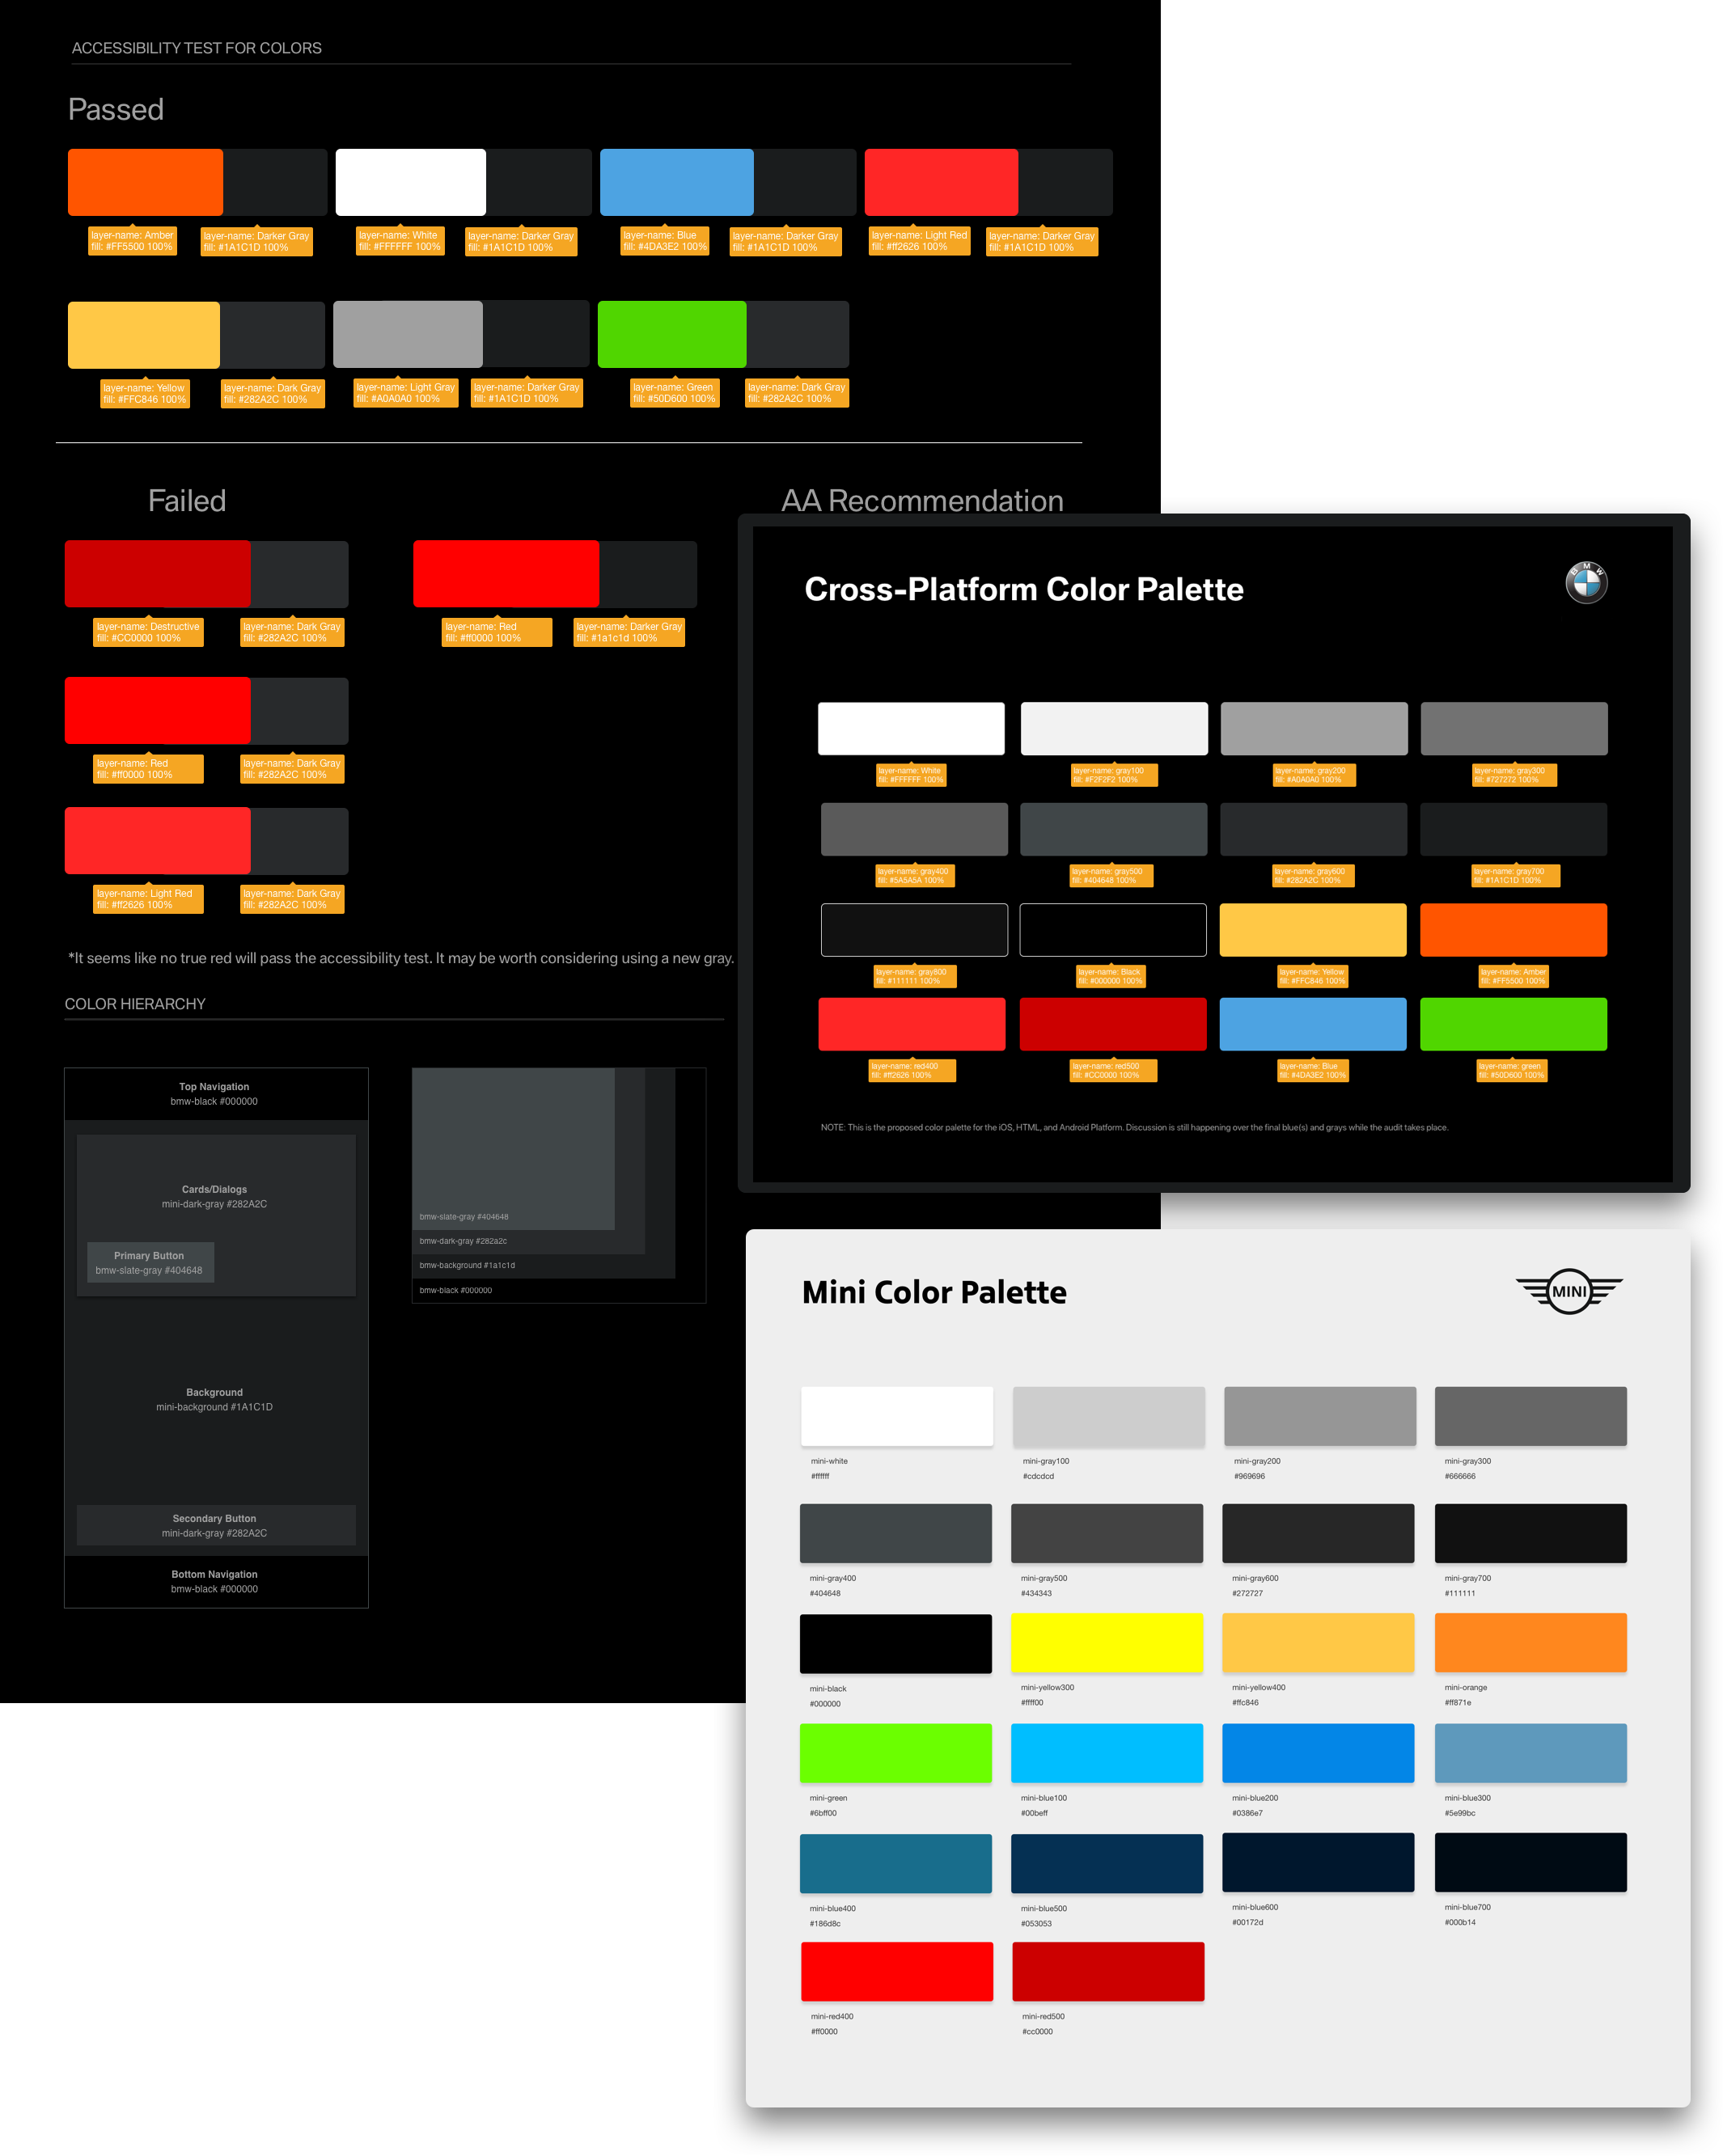 ACCESSIBILITY TEST FOR COLORS
Passed
layer-name: Amber
fill: #FF5500 100%
layer-name: Darker Gray
fill: #1A1C1D 100%
layer-name: White
fill: #FFFFFF 100%
layer-name: Darker Gray
fill: #1A1C1D 100%
layer-name: Blue
fill: #4DA3E2 100%
layer-name: Darker Gray
fill: #1A1C1D 100%
layer-name: Light Red
fill: #ff2626 100%
layer-name: Darker Gray
fill: #1A1C1D 100%
layer-name: Yellow
fill: #FFC846 100%
layer-name: Dark Gray
fill: #282A2C 100%
layer-name: Light Gray
fill: #A0A0A0 100%
layer-name: Darker Gray
fill: #1A1C1D 100%
layer-name: Green
fill: #50D600 100%
layer-name: Dark Gray
fill: #282A2C 100%
Failed
AA Recommendation
layer-name: Destructive
fill: #CC0000 100%
layer-name: Dark Gray
fill: #282A2C 100%
layer-name: Red
fill: #ff0000 100%
layer-name: Darker Gray
fill: #1a1c1d 100%
layer-name: Red
fill: #ff0000 100%
layer-name: Dark Gray
fill: #282A2C 100%
layer-name: Light Red
fill: #ff2626 100%
layer-name: Dark Gray
fill: #282A2C 100%
*It seems like no true red will pass the accessibility test. It may be worth considering using a new gray.
COLOR HIERARCHY
Top Navigation
bmw-black #000000
Cards/Dialogs
mini-dark-gray #282A2C
Primary Button
bmw-slate-gray #404648
Background
mini-background #1A1C1D
Secondary Button
mini-dark-gray #282A2C
Bottom Navigation
bmw-black #000000
bmw-slate-gray #404648
bmw-dark-gray #282a2c
bmw-background #1a1c1d
bmw-black #000000
Cross-Platform Color Palette
BMW
layer-name: White
fill: #FFFFFF 100%
layer-name: gray100
fill: #F2F2F2 100%
layer-name: gray200
fill: #A0A0A0 100%
layer-name: gray300
fill: #727272 100%
layer-name: gray400
fill: #5A5A5A 100%
layer-name: gray500
fill: #404648 100%
layer-name: gray600
fill: #282A2C 100%
layer-name: gray700
fill: #1A1C1D 100%
layer-name: gray800
fill: #111111 100%
layer-name: Black
fill: #000000 100%
layer-name: Yellow
fill: #FFC846 100%
layer-name: Amber
fill: #FF5500 100%
layer-name: red400
fill: #ff2626 100%
layer-name: red500
fill: #CC0000 100%
layer-name: Blue
fill: #4DA3E2 100%
layer-name: green
fill: #50D600 100%
NOTE: This is the proposed color palette for the iOS, HTML, and Android Platform. Discussion is still happening over the final blue(s) and grays while the audit takes place.
Mini Color Palette
MINI
mini-white
#ffffff
mini-gray100
#cdcdcd
mini-gray200
#969696
mini-gray300
#666666
mini-gray400
#404648
mini-gray500
#434343
mini-gray600
#272727
mini-gray700
#111111
mini-black
#000000
mini-yellow300
#ffff00
mini-yellow400
#ffc846
mini-orange
#ff871e
mini-green
#6bff00
mini-blue100
#00beff
mini-blue200
#0386e7
mini-blue300
#5e99bc
mini-blue400
#186d8c
mini-blue500
#053053
mini-blue600
#00172d
mini-blue700
#000b14
mini-red400
#ff0000
mini-red500
#cc0000